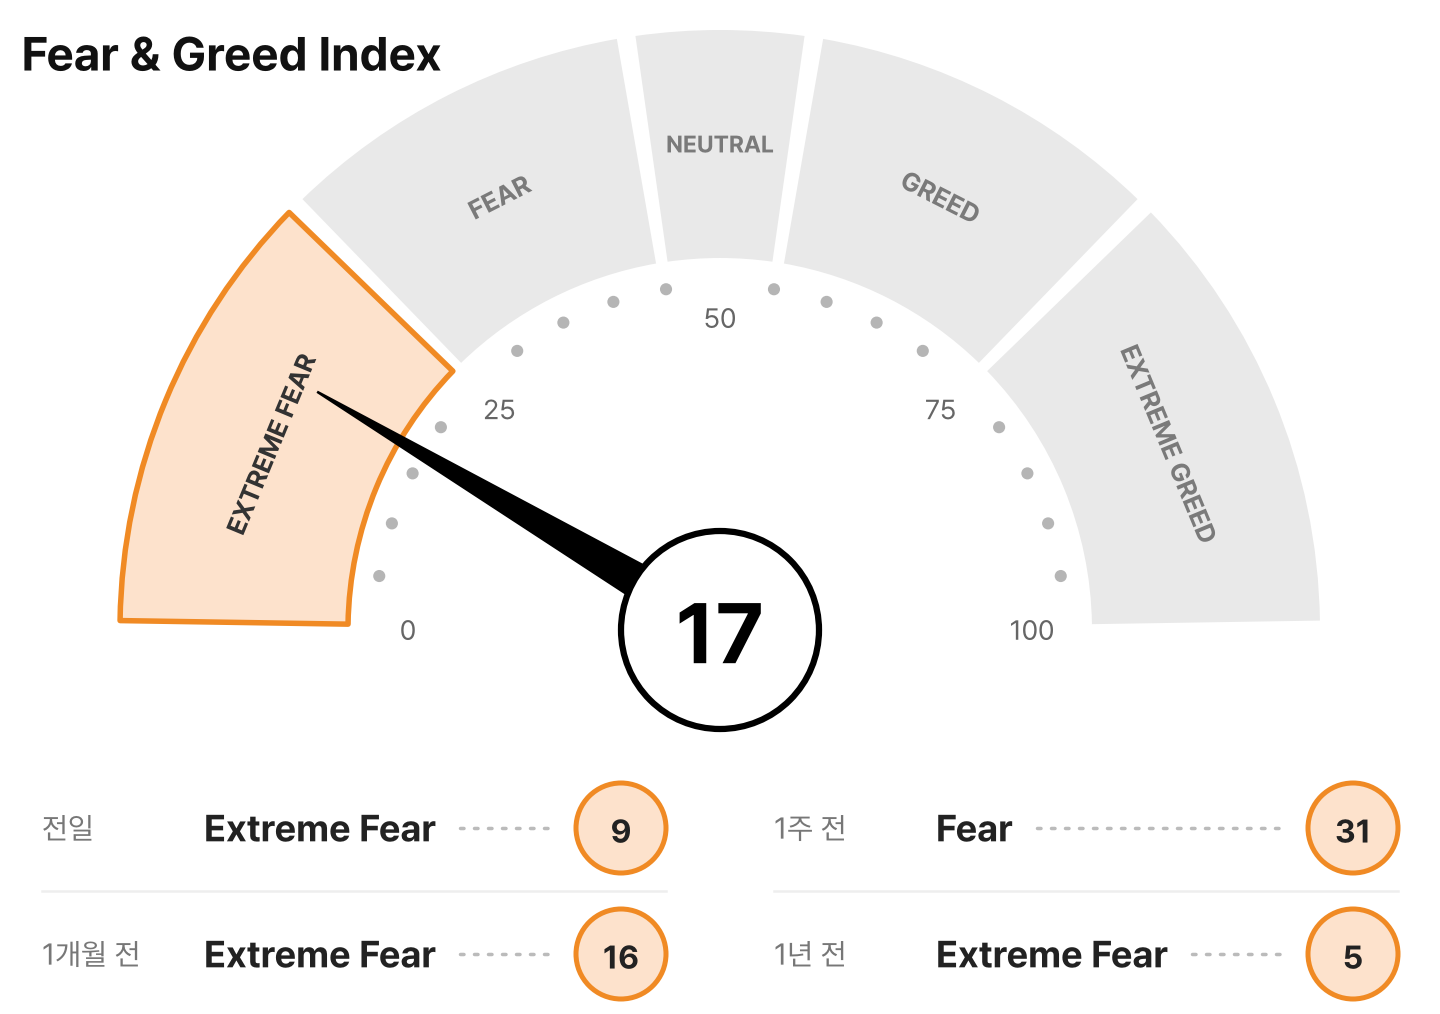 Fear & Greed Index
EXTREME FEAR
FEAR
NEUTRAL
GREED
EXTREME GREED
0
25
50
75
100
17
전일 Extreme Fear 9
1주 전 Fear 31
1개월 전 Extreme Fear 16
1년 전 Extreme Fear 5